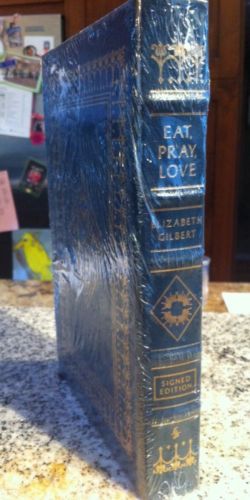 EAT,
PRAY,
LOVE
ELIZABETH
GILBERT
SIGNED
EDITION